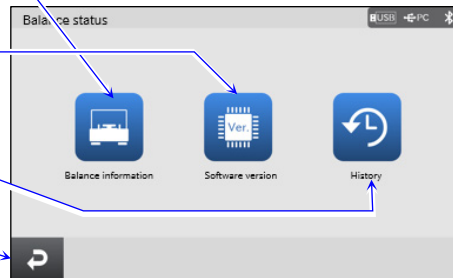 Balance status
USB PC
Ver.
Balance information
Software version
History